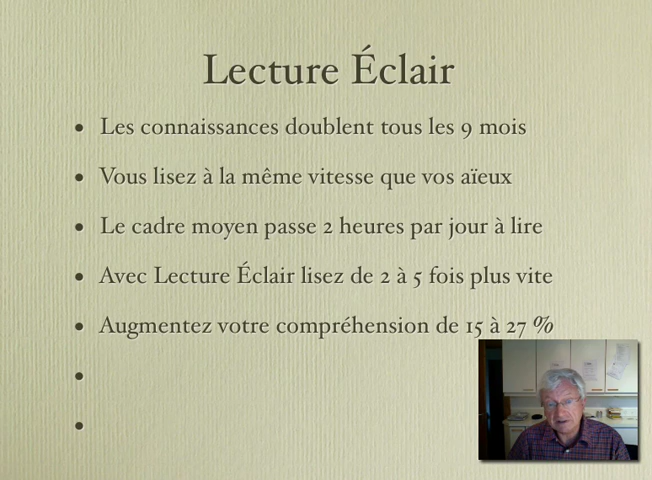 Lecture Éclair
• Les connaissances doublent tous les 9 mois
• Vous lisez à la même vitesse que vos aïeux
• Le cadre moyen passe 2 heures par jour à lire
• Avec Lecture Éclair lisez de 2 à 5 fois plus vite
• Augmentez votre compréhension de 15 à 27 %
•
•